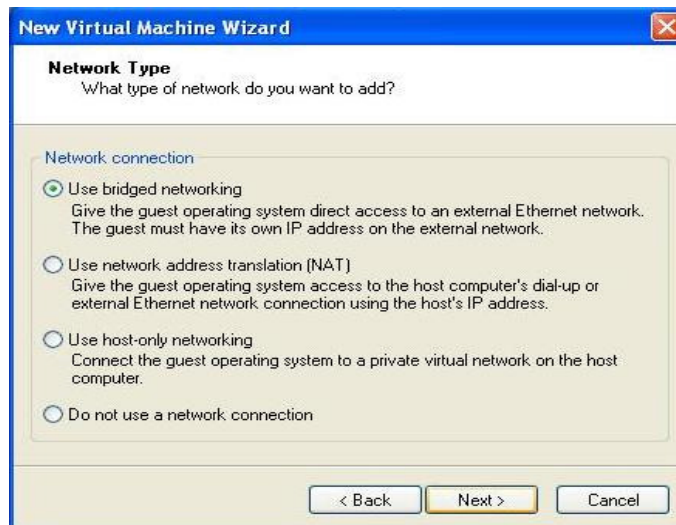 New Virtual Machine Wizard
Network Type
What type of network do you want to add?
Network connection
Use bridged networking
Give the guest operating system direct access to an external Ethernet network.
The guest must have its own IP address on the external network.
Use network address translation (NAT)
Give the guest operating system access to the host computer's dial-up or
external Ethernet network connection using the host's IP address.
Use host-only networking
Connect the guest operating system to a private virtual network on the host
computer.
Do not use a network connection
< Back Next > Cancel